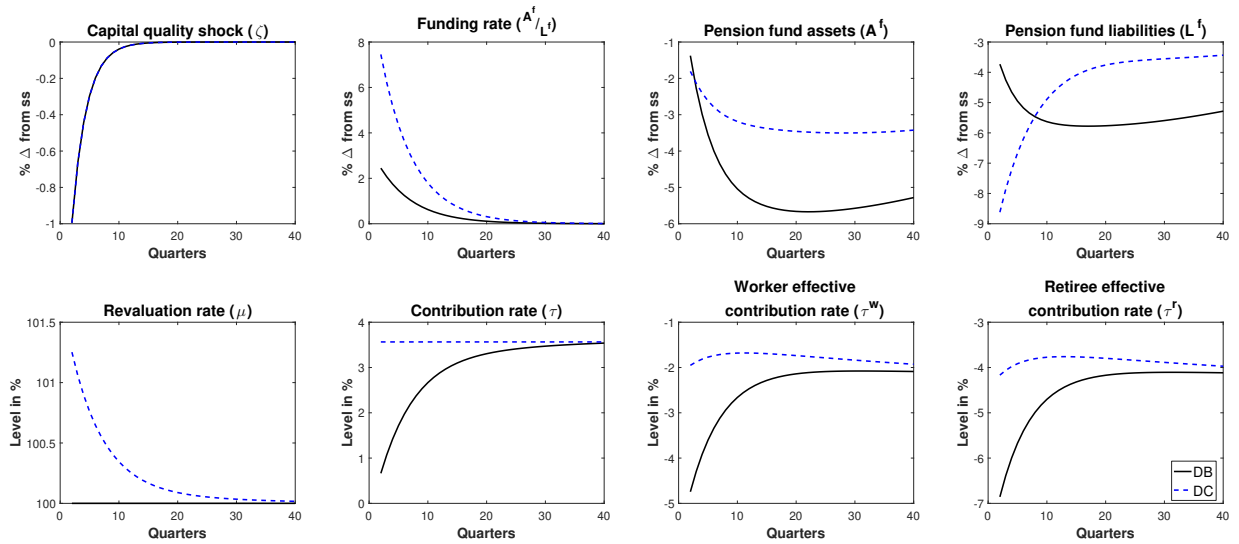 Capital quality shock (ζ)
% Δ from ss
0
-0.2
-0.4
-0.6
-0.8
-1
0 10 20 30 40
Quarters
Funding rate (A^f/L^f)
% Δ from ss
8
6
4
2
0
0 10 20 30 40
Quarters
Pension fund assets (A^f)
% Δ from ss
-1
-2
-3
-4
-5
-6
0 10 20 30 40
Quarters
Pension fund liabilities (L^f)
% Δ from ss
-3
-4
-5
-6
-7
-8
-9
0 10 20 30 40
Quarters
Revaluation rate (μ)
Level in %
101.5
101
100.5
100
0 10 20 30 40
Quarters
Contribution rate (τ)
Level in %
4
3
2
1
0
0 10 20 30 40
Quarters
Worker effective
contribution rate (τ^w)
Level in %
-1
-2
-3
-4
-5
0 10 20 30 40
Quarters
Retiree effective
contribution rate (τ^r)
Level in %
-3
-4
-5
-6
-7
0 10 20 30 40
Quarters
DB
DC